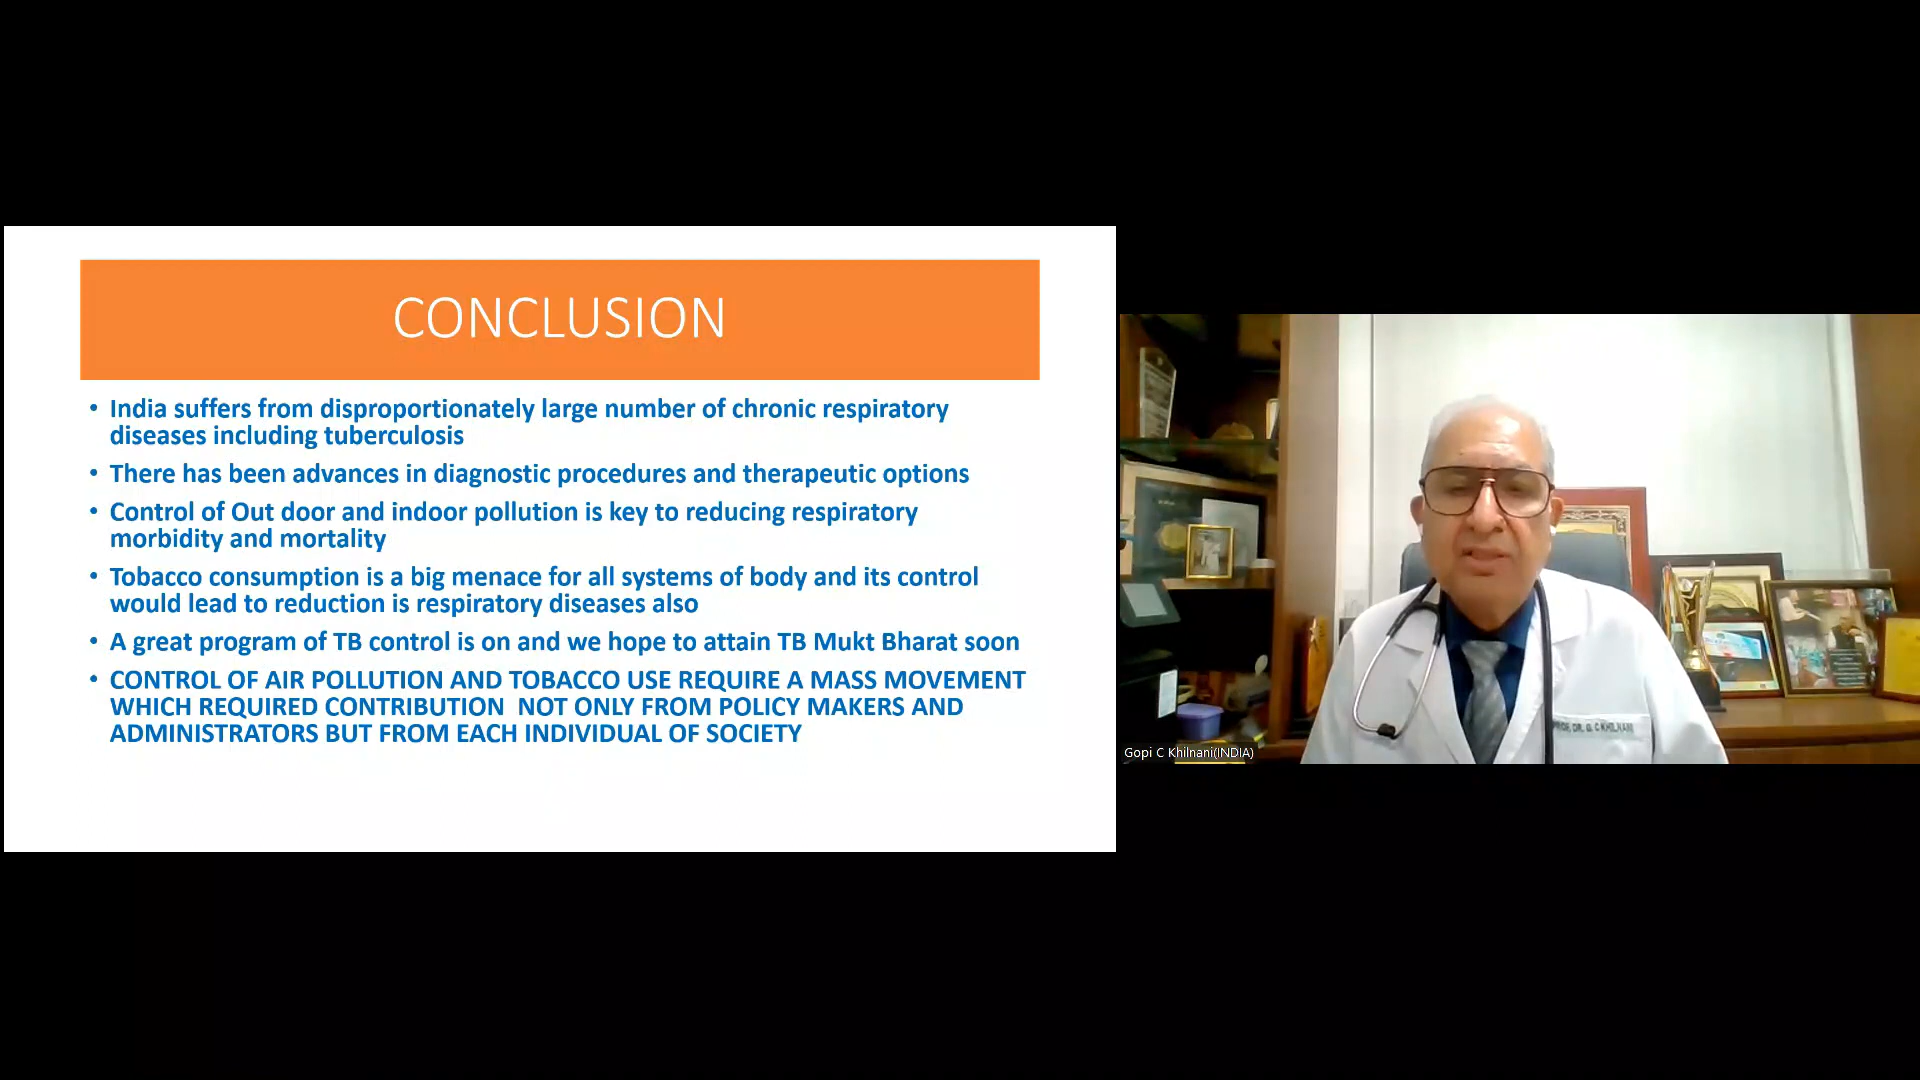 CONCLUSION
• India suffers from disproportionately large number of chronic respiratory
diseases including tuberculosis
• There has been advances in diagnostic procedures and therapeutic options
• Control of Out door and indoor pollution is key to reducing respiratory
morbidity and mortality
• Tobacco consumption is a big menace for all systems of body and its control
would lead to reduction is respiratory diseases also
• A great program of TB control is on and we hope to attain TB Mukt Bharat soon
• CONTROL OF AIR POLLUTION AND TOBACCO USE REQUIRE A MASS MOVEMENT
WHICH REQUIRED CONTRIBUTION NOT ONLY FROM POLICY MAKERS AND
ADMINISTRATORS BUT FROM EACH INDIVIDUAL OF SOCIETY
PROF. DR. G. C KHILNANI
Gopi C Khilnani(INDIA)